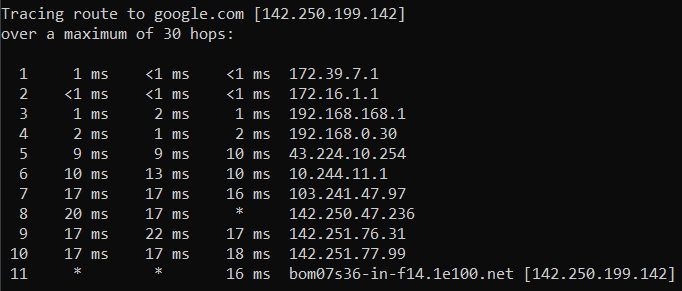 Tracing route to google.com [142.250.199.142]
over a maximum of 30 hops:
1 1 ms <1 ms <1 ms 172.39.7.1
2 <1 ms <1 ms <1 ms 172.16.1.1
3 1 ms 2 ms 1 ms 192.168.168.1
4 2 ms 1 ms 2 ms 192.168.0.30
5 9 ms 9 ms 10 ms 43.224.10.254
6 10 ms 13 ms 10 ms 10.244.11.1
7 17 ms 17 ms 16 ms 103.241.47.97
8 20 ms 17 ms * 142.250.47.236
9 17 ms 22 ms 17 ms 142.251.76.31
10 17 ms 17 ms 18 ms 142.251.77.99
11 * * 16 ms bom07s36-in-f14.1e100.net [142.250.199.142]